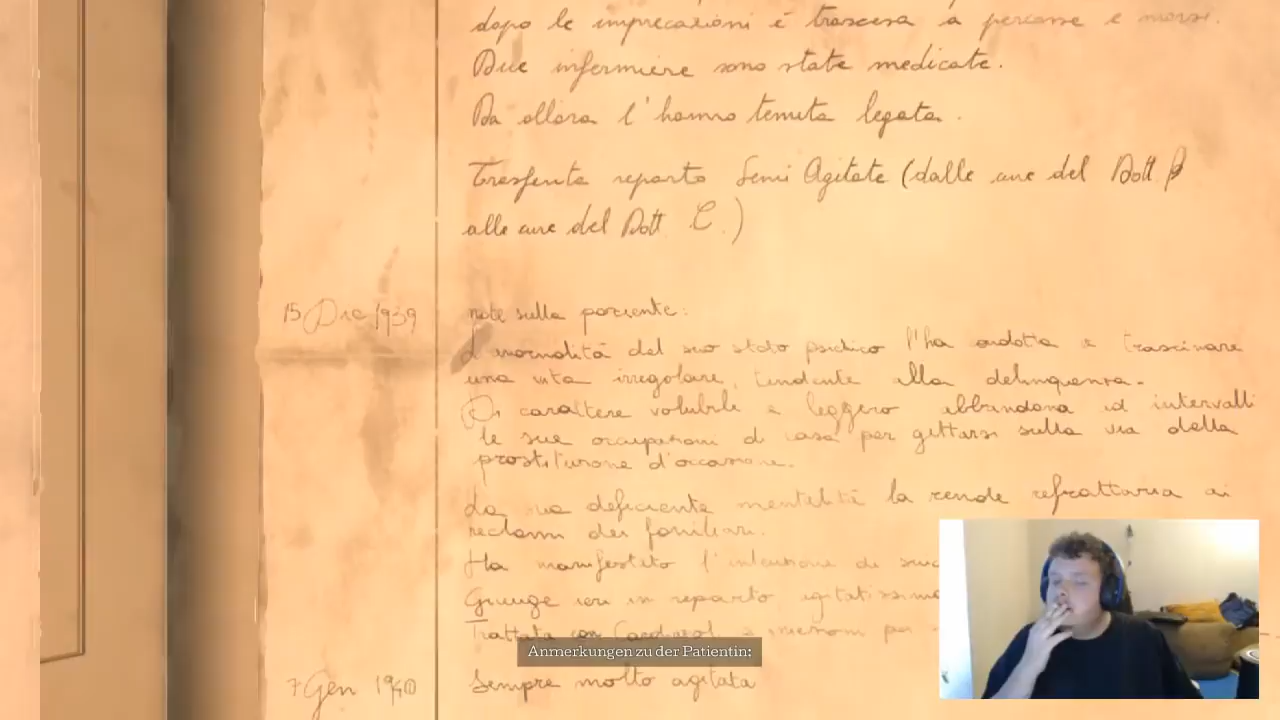 dopo le imprecazioni è trascesa a percosse e morsi.
Due infermiere sono state medicate.
Da allora l'hanno tenuta legata.
Trasferita reparto Semi Agitate (dalle cure del Dott B
alle cure del Dott C.)
15 Dic 1939
note sulla paziente:
L'anormalità del suo stato psichico l'ha ridotta a trascinare
una vita irregolare, tendente alla delinquenza.
Di carattere volubile e leggero abbandona ad intervalli
le sue occupazioni di casa per gettarsi sulla via della
prostituzione d'occasione.
La sua deficiente mentalità la rende refrattaria ai
reclami dei familiari.
Ha manifestato l'intenzione di
Giunge ieri in reparto, agitatissima
Trattata con Cardiazol e per
Anmerkungen zu der Patientin:
7 Gen 1940
Sempre molto agitata